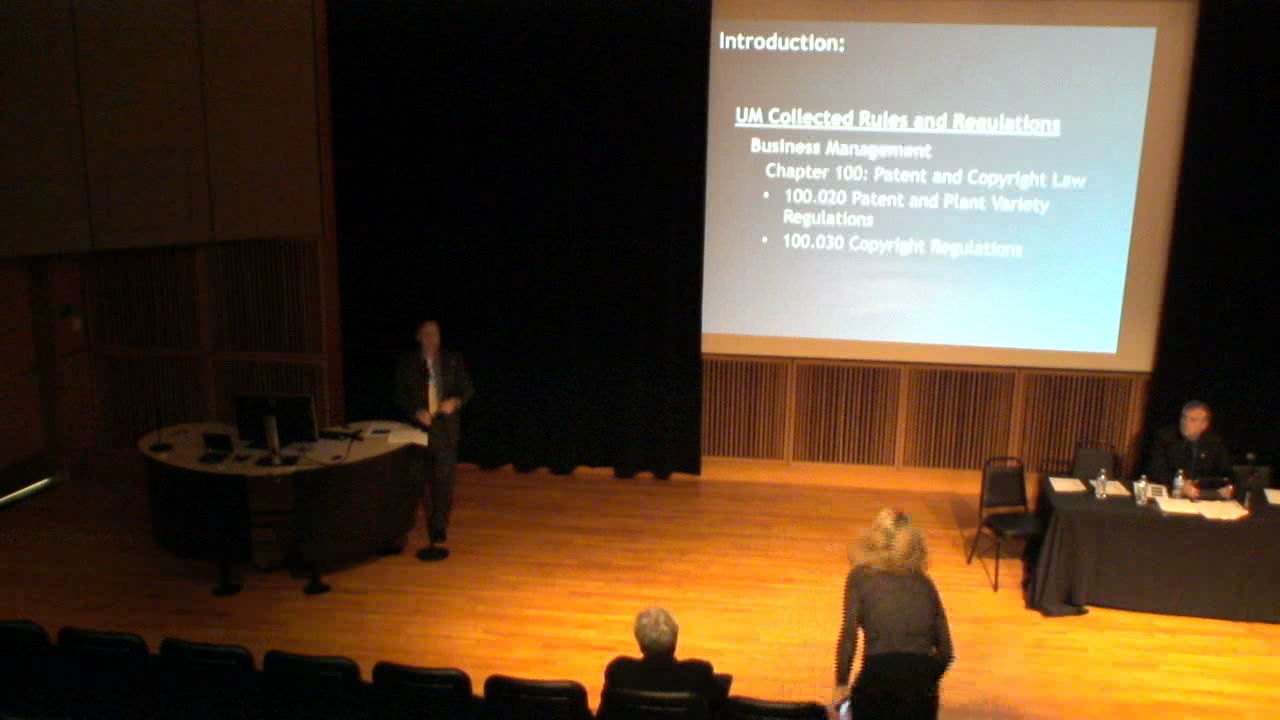 Introduction:
UM Collected Rules and Regulations
Business Management
Chapter 100: Patent and Copyright Law
• 100.020 Patent and Plant Variety
Regulations
• 100.030 Copyright Regulations